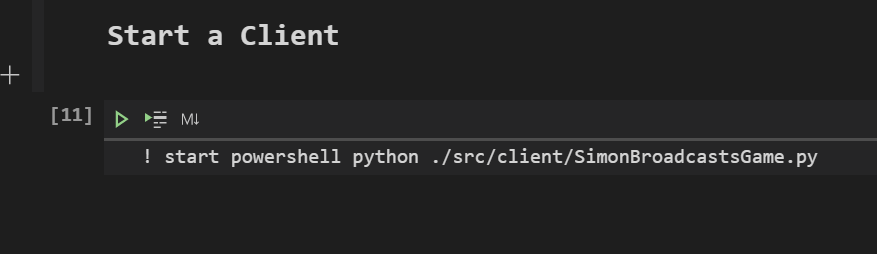 Start a Client
[11]
M↓
! start powershell python ./src/client/SimonBroadcastsGame.py